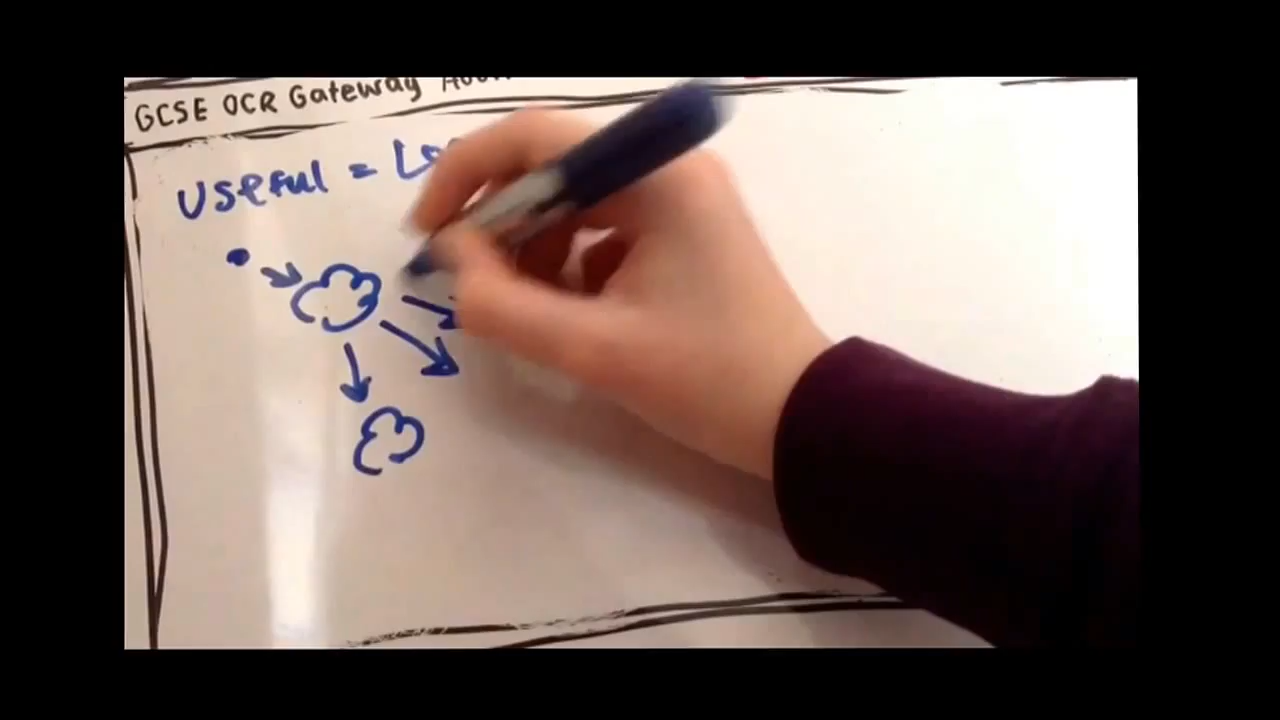 GCSE OCR Gateway
Useful =